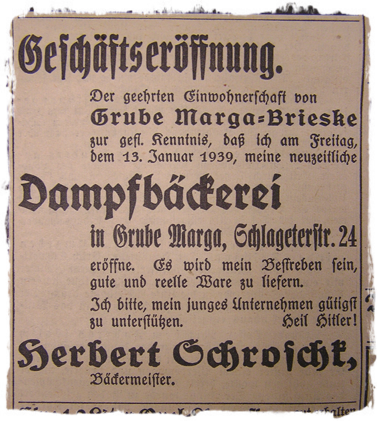 Geschäftseröffnung.
Der geehrten Einwohnerschaft von
Grube Marga-Brieske
zur gefl. Kenntnis, daß ich am Freitag,
dem 13. Januar 1939, meine neuzeitliche
Dampfbäckerei
in Grube Marga, Schlageterstr. 24
eröffne. Es wird mein Bestreben sein,
gute und reelle Ware zu liefern.
Ich bitte, mein junges Unternehmen gütigst
zu unterstützen. Heil Hitler!
Herbert Schroschk,
Bäckermeister.